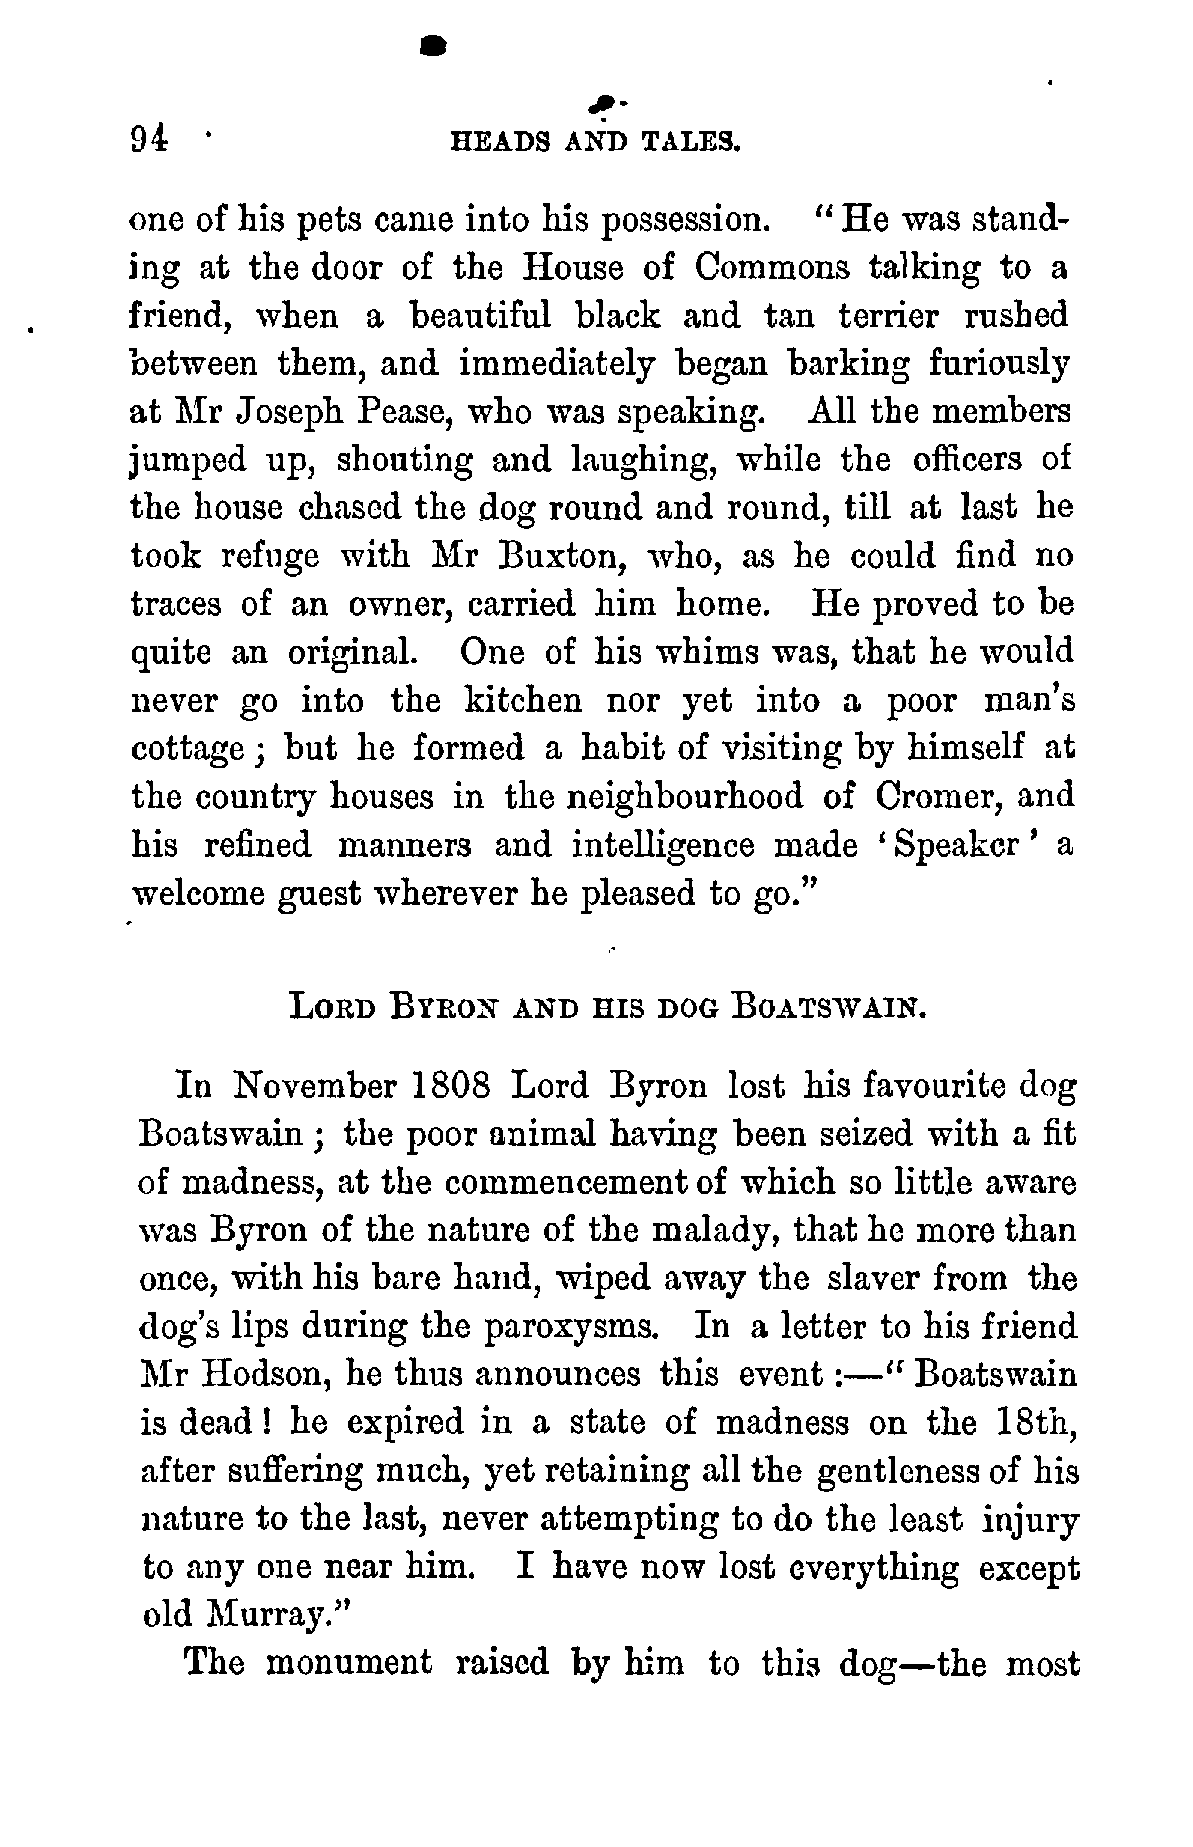 94 HEADS AND TALES.
one of his pets came into his possession. “He was stand-
ing at the door of the House of Commons talking to a
friend, when a beautiful black and tan terrier rushed
between them, and immediately began barking furiously
at Mr Joseph Pease, who was speaking. All the members
jumped up, shouting and laughing, while the officers of
the house chased the dog round and round, till at last he
took refuge with Mr Buxton, who, as he could find no
traces of an owner, carried him home. He proved to be
quite an original. One of his whims was, that he would
never go into the kitchen nor yet into a poor man’s
cottage; but he formed a habit of visiting by himself at
the country houses in the neighbourhood of Cromer, and
his refined manners and intelligence made ‘Speaker’ a
welcome guest wherever he pleased to go.”
LORD BYRON AND HIS DOG BOATSWAIN.
In November 1808 Lord Byron lost his favourite dog
Boatswain; the poor animal having been seized with a fit
of madness, at the commencement of which so little aware
was Byron of the nature of the malady, that he more than
once, with his bare hand, wiped away the slaver from the
dog’s lips during the paroxysms. In a letter to his friend
Mr Hodson, he thus announces this event:—“Boatswain
is dead! he expired in a state of madness on the 18th,
after suffering much, yet retaining all the gentleness of his
nature to the last, never attempting to do the least injury
to any one near him. I have now lost everything except
old Murray.”
The monument raised by him to this dog—the most